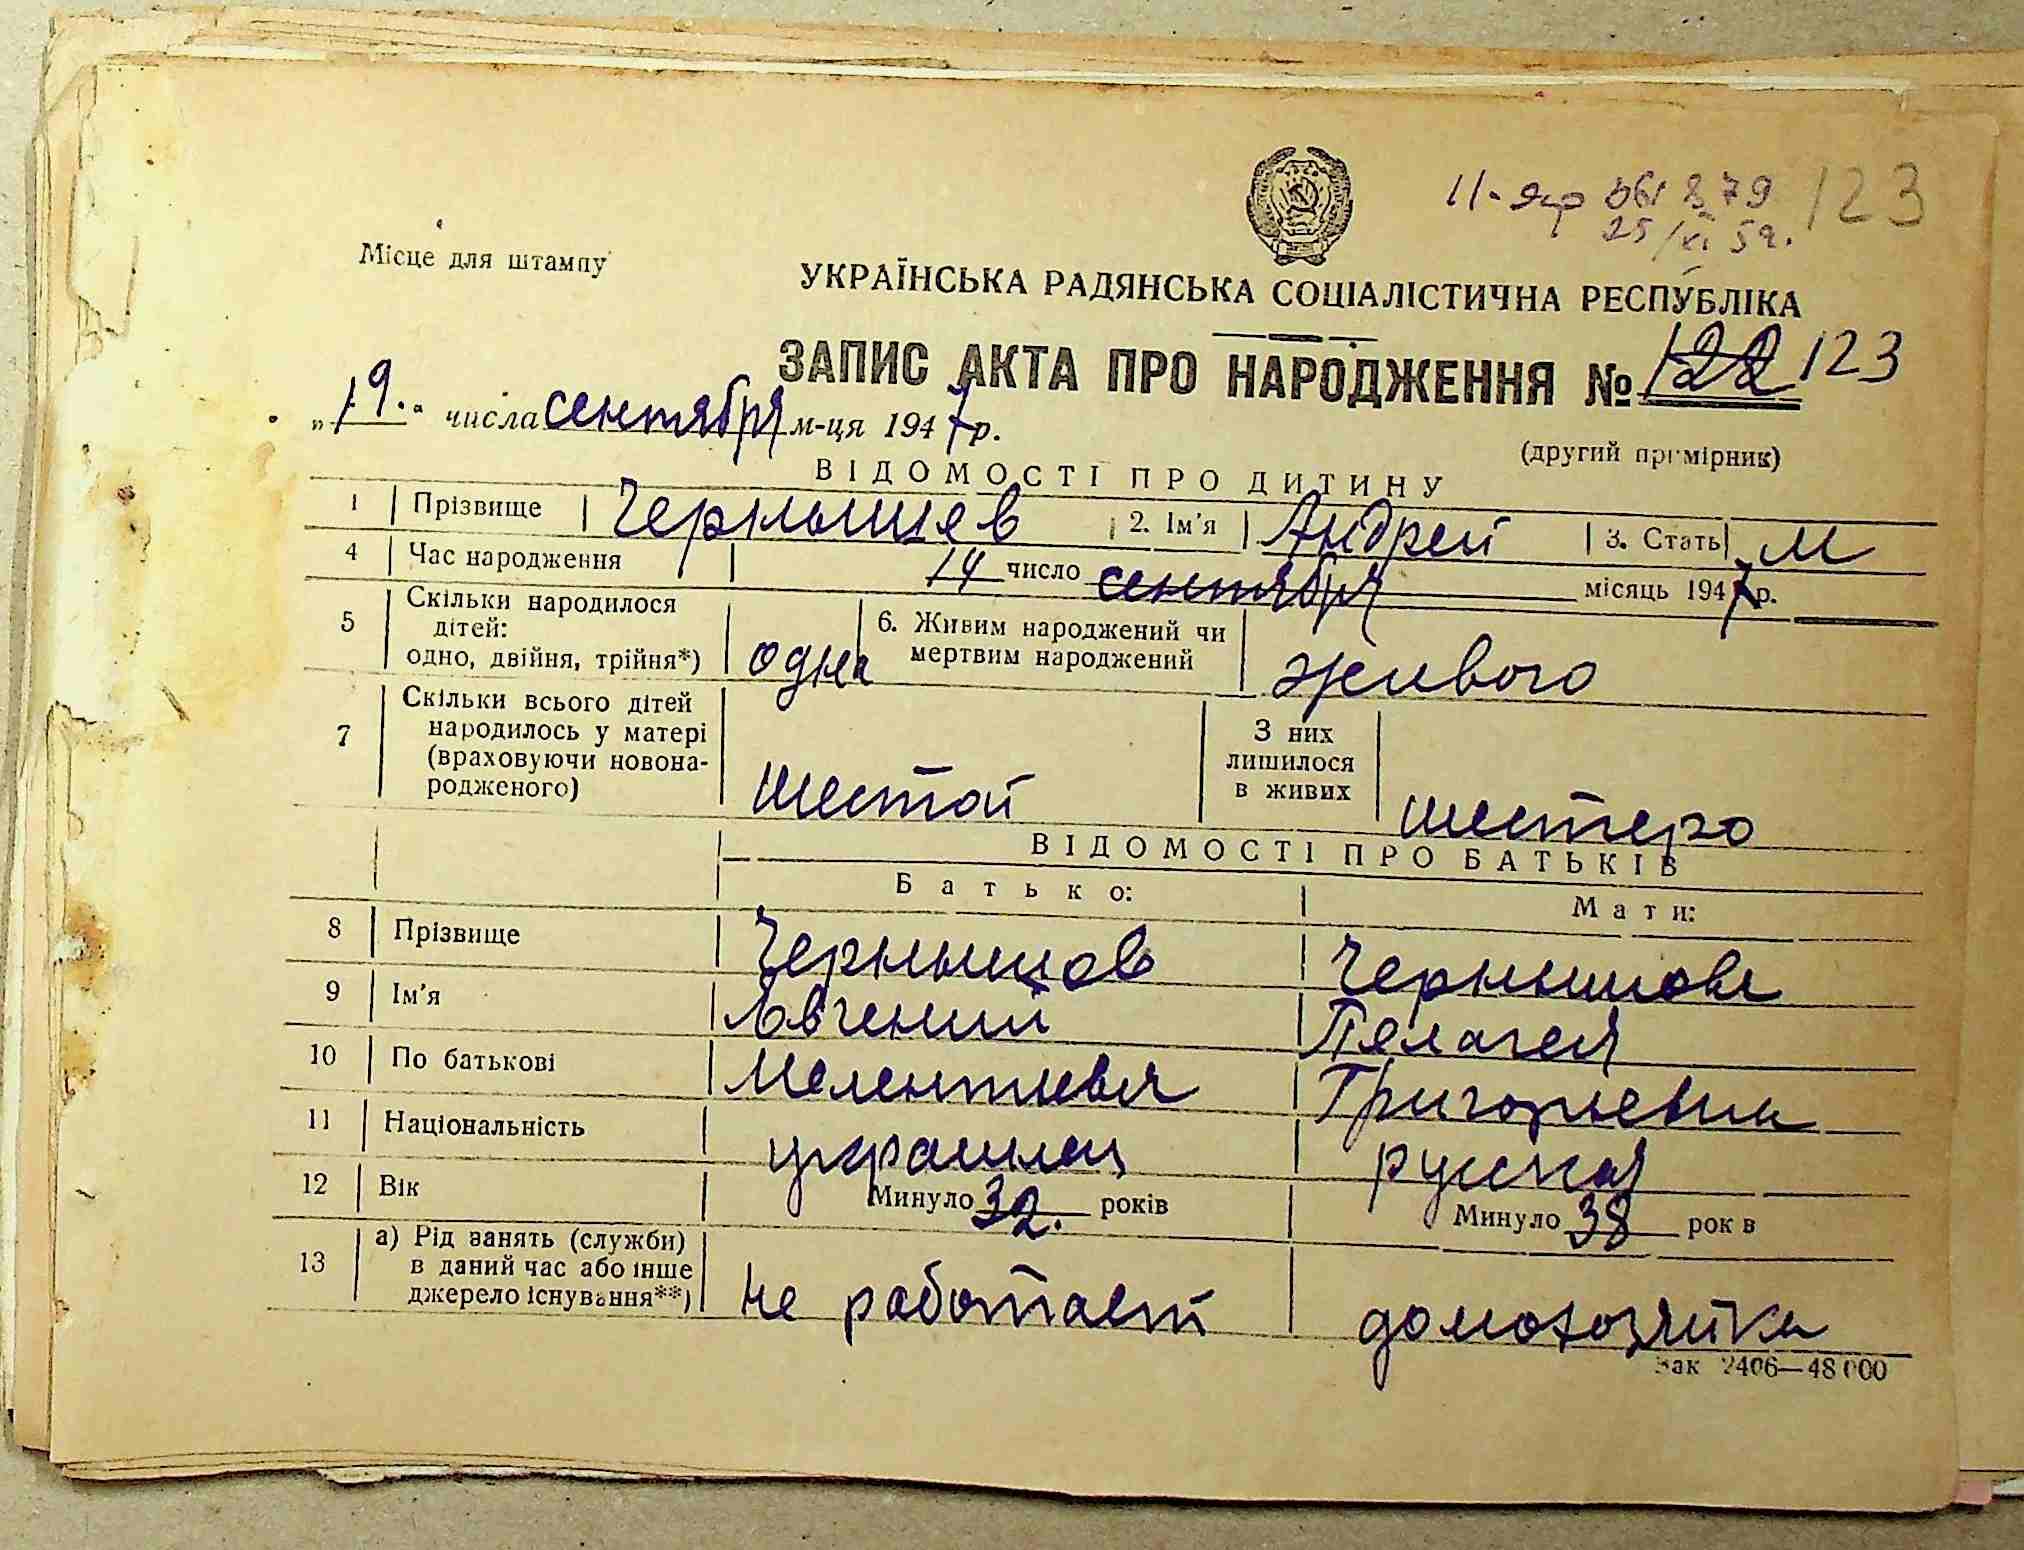 11-яср 061879 123
25/XI 59.
Місце для штампу
УКРАЇНСЬКА РАДЯНСЬКА СОЦІАЛІСТИЧНА РЕСПУБЛІКА
ЗАПИС АКТА ПРО НАРОДЖЕННЯ № 122 123
„19." числа сентября м-ця 1947 р.
(другий примірник)
ВІДОМОСТІ ПРО ДИТИНУ
1 Прізвище Чернышев 2. Ім'я Андрей 3. Стать М
4 Час народження 14 число сентября місяць 1947 р.
5 Скільки народилося дітей: одно, двійня, трійня*) одна 6. Живим народжений чи мертвим народжений живого
7 Скільки всього дітей народилось у матері (враховуючи новонародженого) шестой З них лишилося в живих шестеро
ВІДОМОСТІ ПРО БАТЬКІВ
Батько: Мати:
8 Прізвище Чернышов Чернышова
9 Ім'я Евгений Пелагея
10 По батькові Мелентиевич Григорьевна
11 Національність украинец русская
12 Вік Минуло 32. років Минуло 38 рок в
13 а) Рід занять (служби) в даний час або інше джерело існування**) не работает домохозяйка
Зак 2406—48000